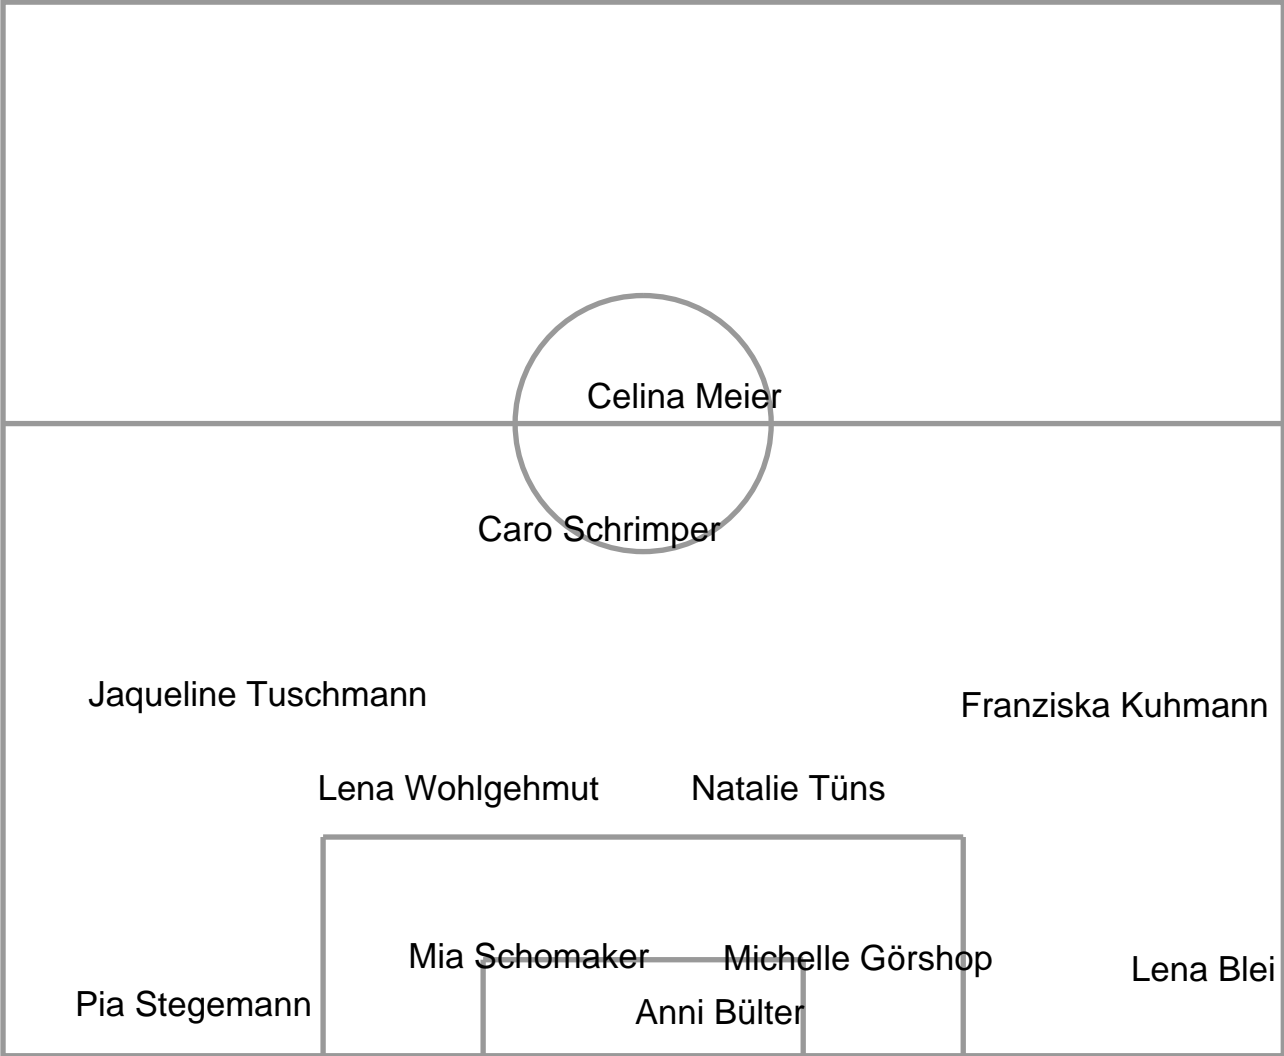 Celina Meier
Caro Schrimper
Jaqueline Tuschmann
Franziska Kuhmann
Lena Wohlgehmut
Natalie Tüns
Mia Schomaker
Michelle Görshop
Lena Blei
Pia Stegemann
Anni Bülter